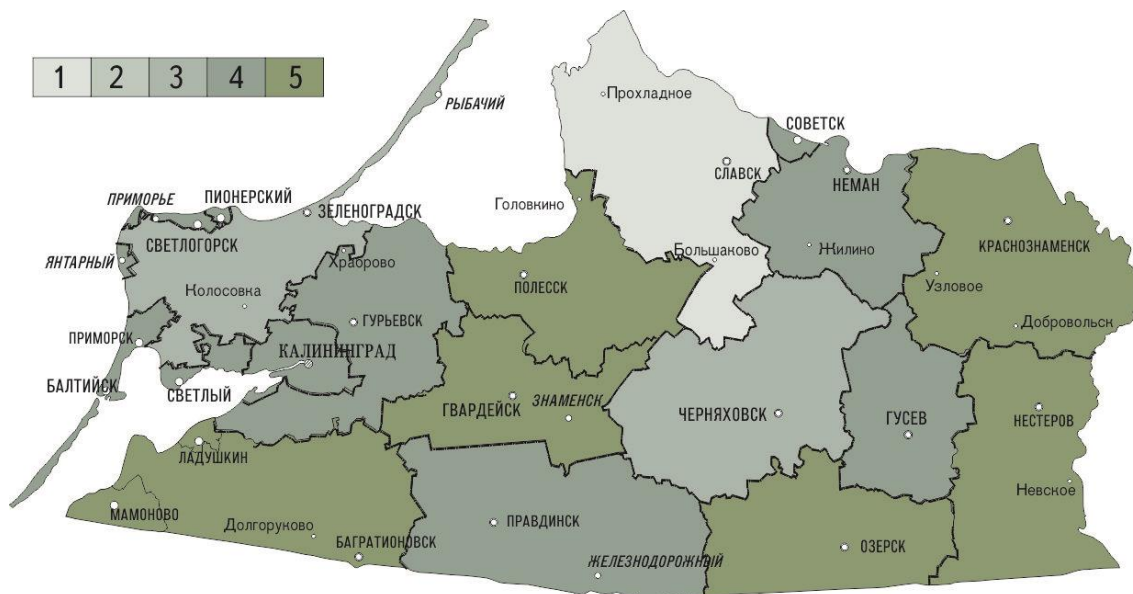 1 2 3 4 5
Прохладное
РЫБАЧИЙ
СОВЕТСК
СЛАВСК
НЕМАН
ПРИМОРЬЕ
ПИОНЕРСКИЙ
ЗЕЛЕНОГРАДСК
Головкино
КРАСНОЗНАМЕНСК
СВЕТЛОГОРСК
ЯНТАРНЫЙ
Храброво
Большаково
Жилино
Колосовка
ПОЛЕССК
Узловое
ГУРЬЕВСК
Добровольск
ПРИМОРСК
КАЛИНИНГРАД
БАЛТИЙСК
СВЕТЛЫЙ
ГВАРДЕЙСК
ЗНАМЕНСК
ЧЕРНЯХОВСК
ГУСЕВ
НЕСТЕРОВ
ЛАДУШКИН
Невское
МАМОНОВО
Долгоруково
ПРАВДИНСК
БАГРАТИОНОВСК
ОЗЕРСК
ЖЕЛЕЗНОДОРОЖНЫЙ